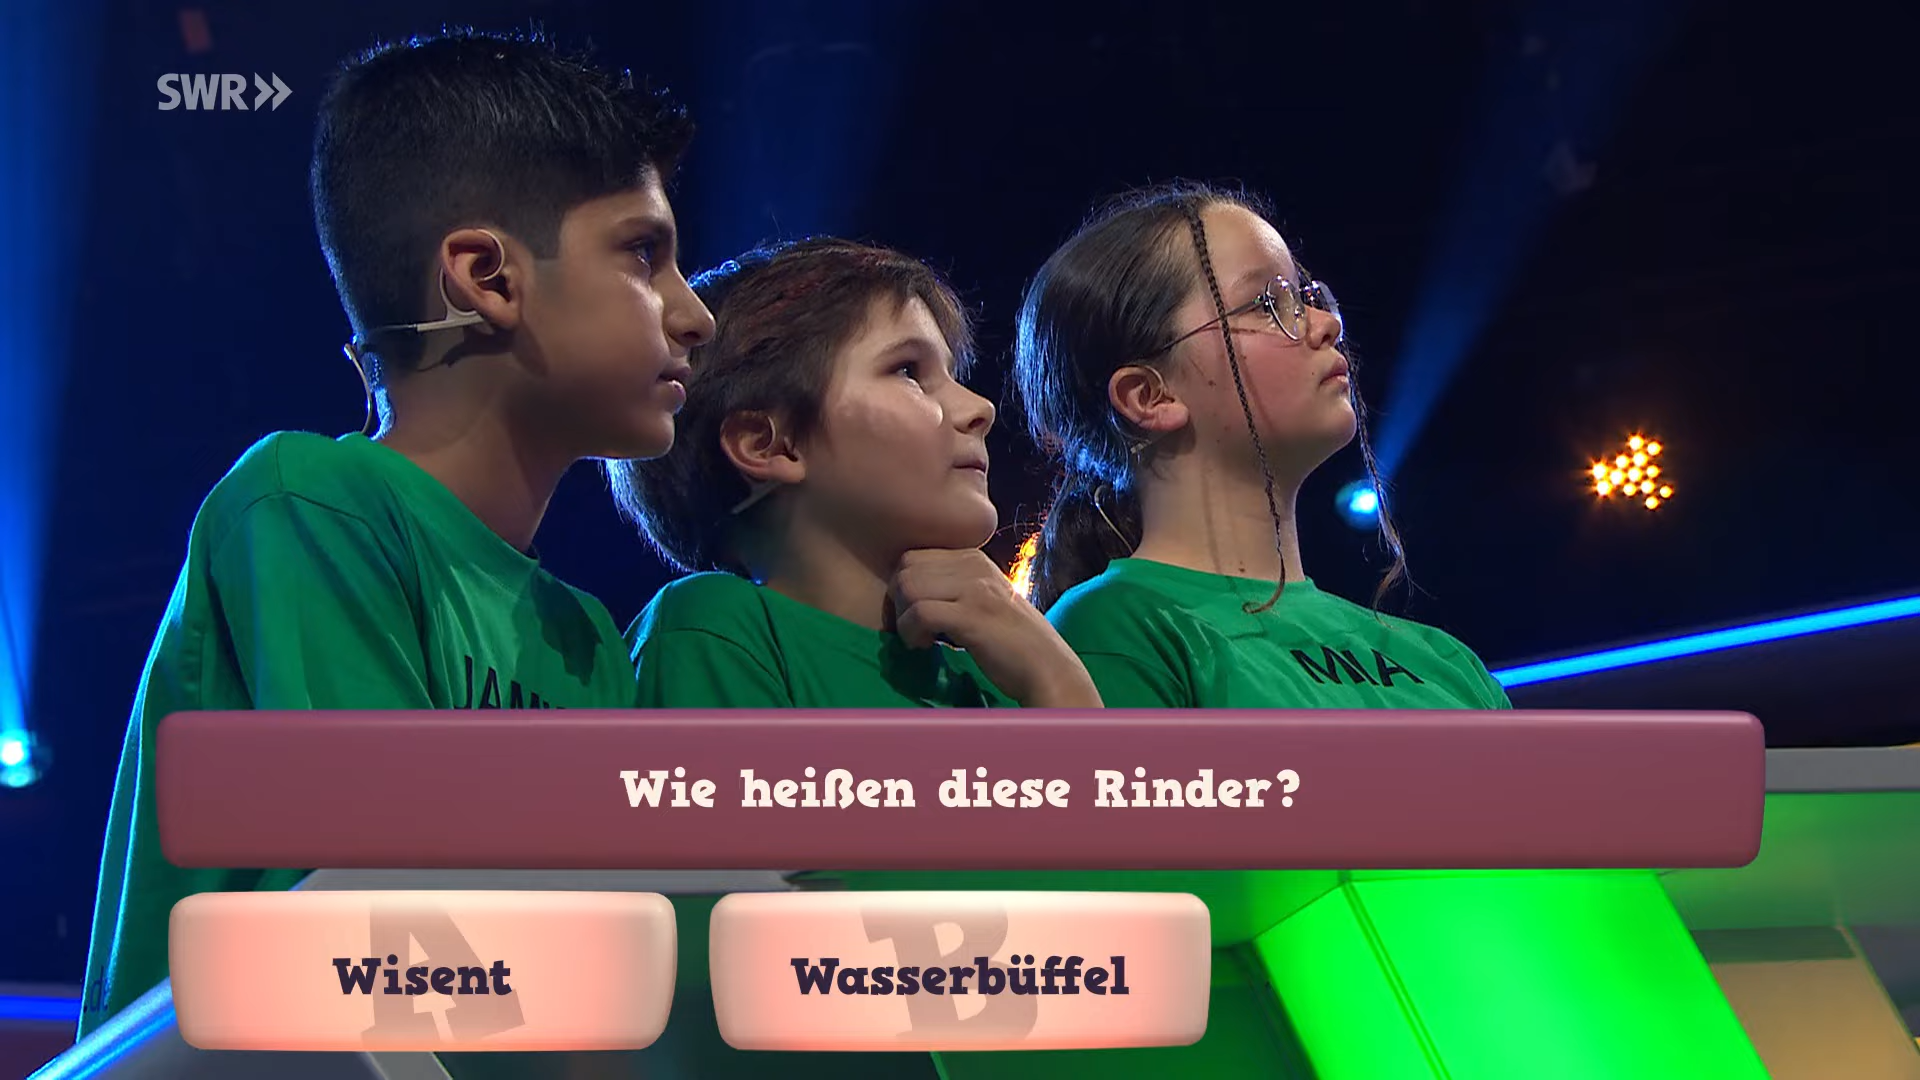 SWR
MIA
Wie heißen diese Rinder?
A
Wisent
B
Wasserbüffel